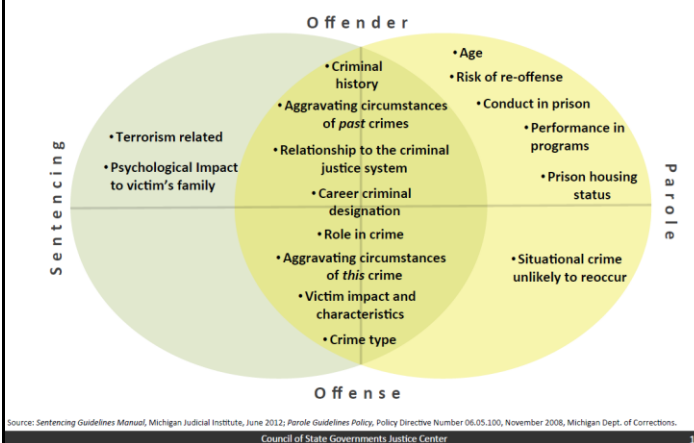 Offender
Sentencing
• Terrorism related
• Psychological Impact
to victim's family
• Criminal
history
• Aggravating circumstances
of past crimes
• Relationship to the criminal
justice system
• Career criminal
designation
• Role in crime
• Aggravating circumstances
of this crime
• Victim impact and
characteristics
• Crime type
• Age
• Risk of re-offense
• Conduct in prison
• Performance in
programs
• Prison housing
status
• Situational crime
unlikely to reoccur
Parole
Offense
Source: Sentencing Guidelines Manual, Michigan Judicial Institute, June 2012; Parole Guidelines Policy, Policy Directive Number 06.05.100, November 2008, Michigan Dept. of Corrections.
Council of State Governments Justice Center